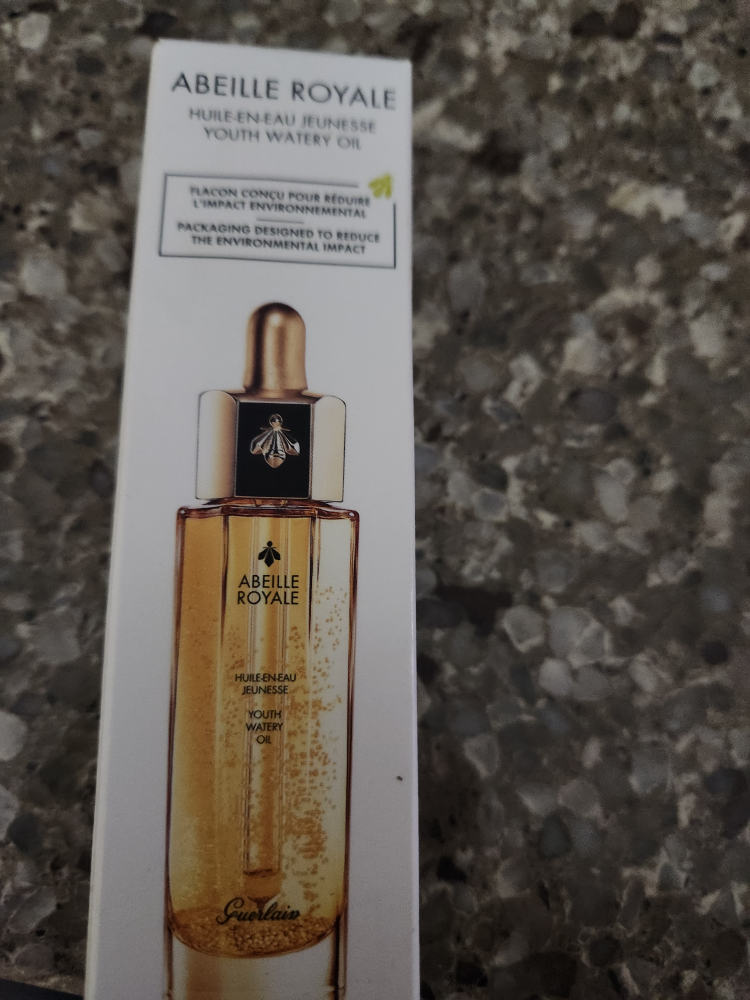 ABEILLE ROYALE
HUILE-EN-EAU JEUNESSE
YOUTH WATERY OIL
FLACON CONÇU POUR RÉDUIRE
L'IMPACT ENVIRONNEMENTAL
PACKAGING DESIGNED TO REDUCE
THE ENVIRONMENTAL IMPACT
ABEILLE
ROYALE
HUILE-EN-EAU
JEUNESSE
YOUTH
WATERY
OIL
Guerlain